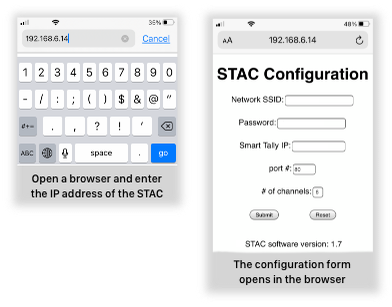 36%
192.168.6.14 Cancel
1 2 3 4 5 6 7 8 9 0
- / : ; ( ) $ & @ "
#+= . , ? ! '
ABC space . go
Open a browser and enter
the IP address of the STAC
48%
AA 192.168.6.14
STAC Configuration
Network SSID:
Password:
Smart Tally IP:
port #: 80
# of channels: 6
Submit Reset
STAC software version: 1.7
The configuration form
opens in the browser